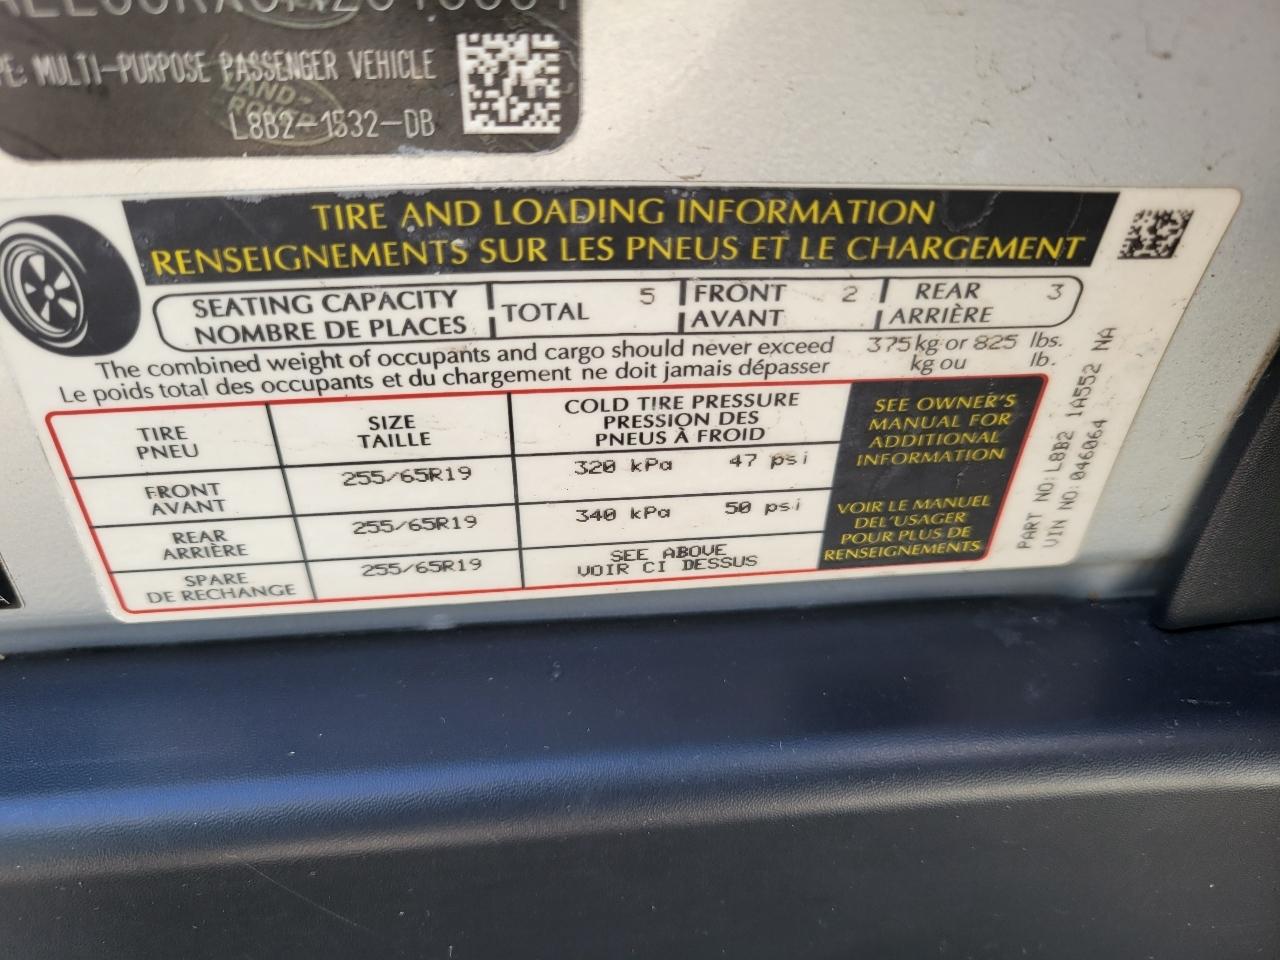 PE: MULTI-PURPOSE PASSENGER VEHICLE
LAND-
ROVER
L8B2-1532-DB
TIRE AND LOADING INFORMATION
RENSEIGNEMENTS SUR LES PNEUS ET LE CHARGEMENT
SEATING CAPACITY
NOMBRE DE PLACES
TOTAL 5
FRONT 2
AVANT
REAR 3
ARRIÈRE
The combined weight of occupants and cargo should never exceed 375 kg or 825 lbs.
Le poids total des occupants et du chargement ne doit jamais dépasser kg ou lb.
TIRE
PNEU
SIZE
TAILLE
COLD TIRE PRESSURE
PRESSION DES
PNEUS À FROID
FRONT
AVANT
255/65R19
320 kPa 47 psi
REAR
ARRIÈRE
255/65R19
340 kPa 50 psi
SPARE
DE RECHANGE
255/65R19
SEE ABOVE
VOIR CI DESSUS
SEE OWNER'S
MANUAL FOR
ADDITIONAL
INFORMATION
VOIR LE MANUEL
DEL'USAGER
POUR PLUS DE
RENSEIGNEMENTS
PART NO: L8B2 1A552 NA
VIN NO: 046064